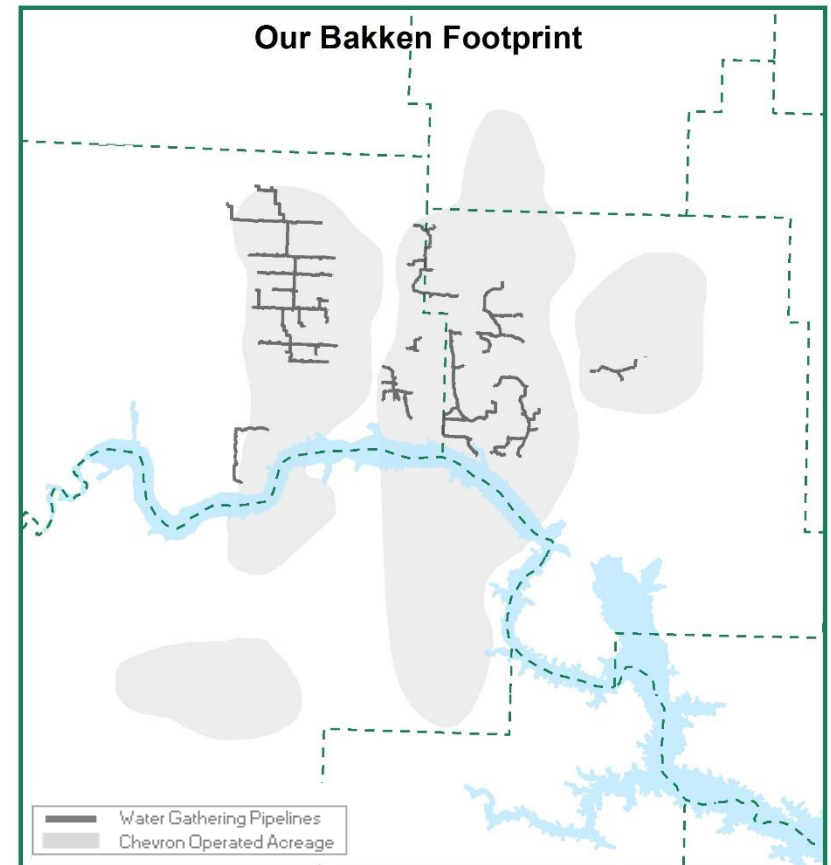 Our Bakken Footprint
Water Gathering Pipelines
Chevron Operated Acreage